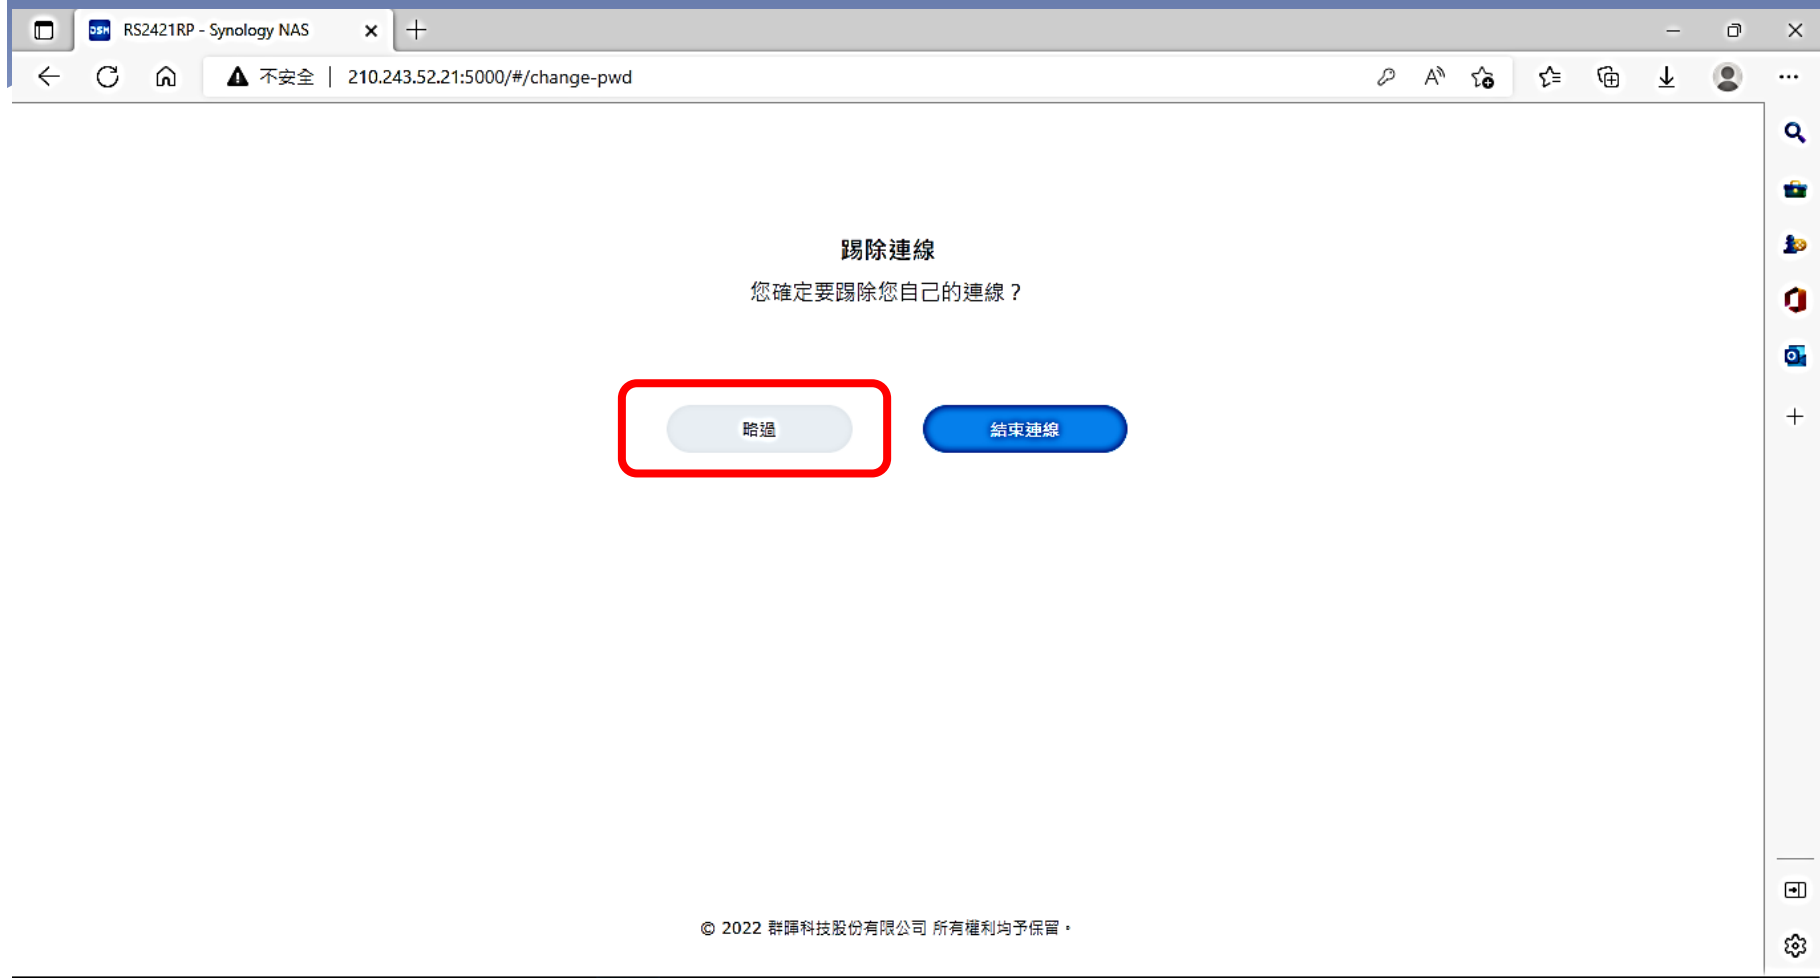 DSM RS2421RP - Synology NAS
不安全 | 210.243.52.21:5000/#/change-pwd
踢除連線
您確定要踢除您自己的連線？
略過
結束連線
© 2022 群暉科技股份有限公司 所有權利均予保留。